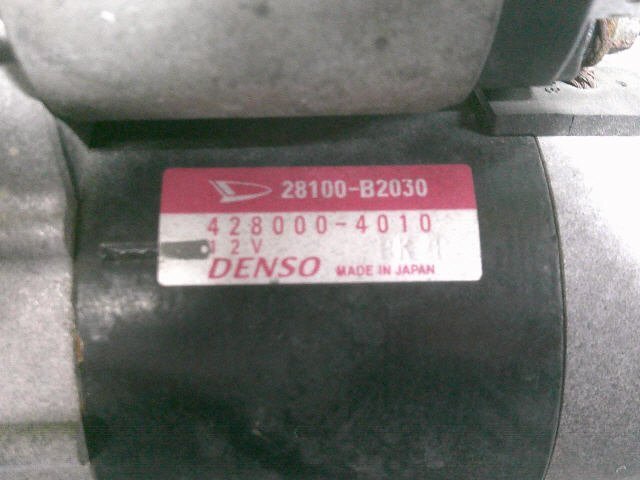 28100-B2030
428000-4010
12V
DENSO MADE IN JAPAN